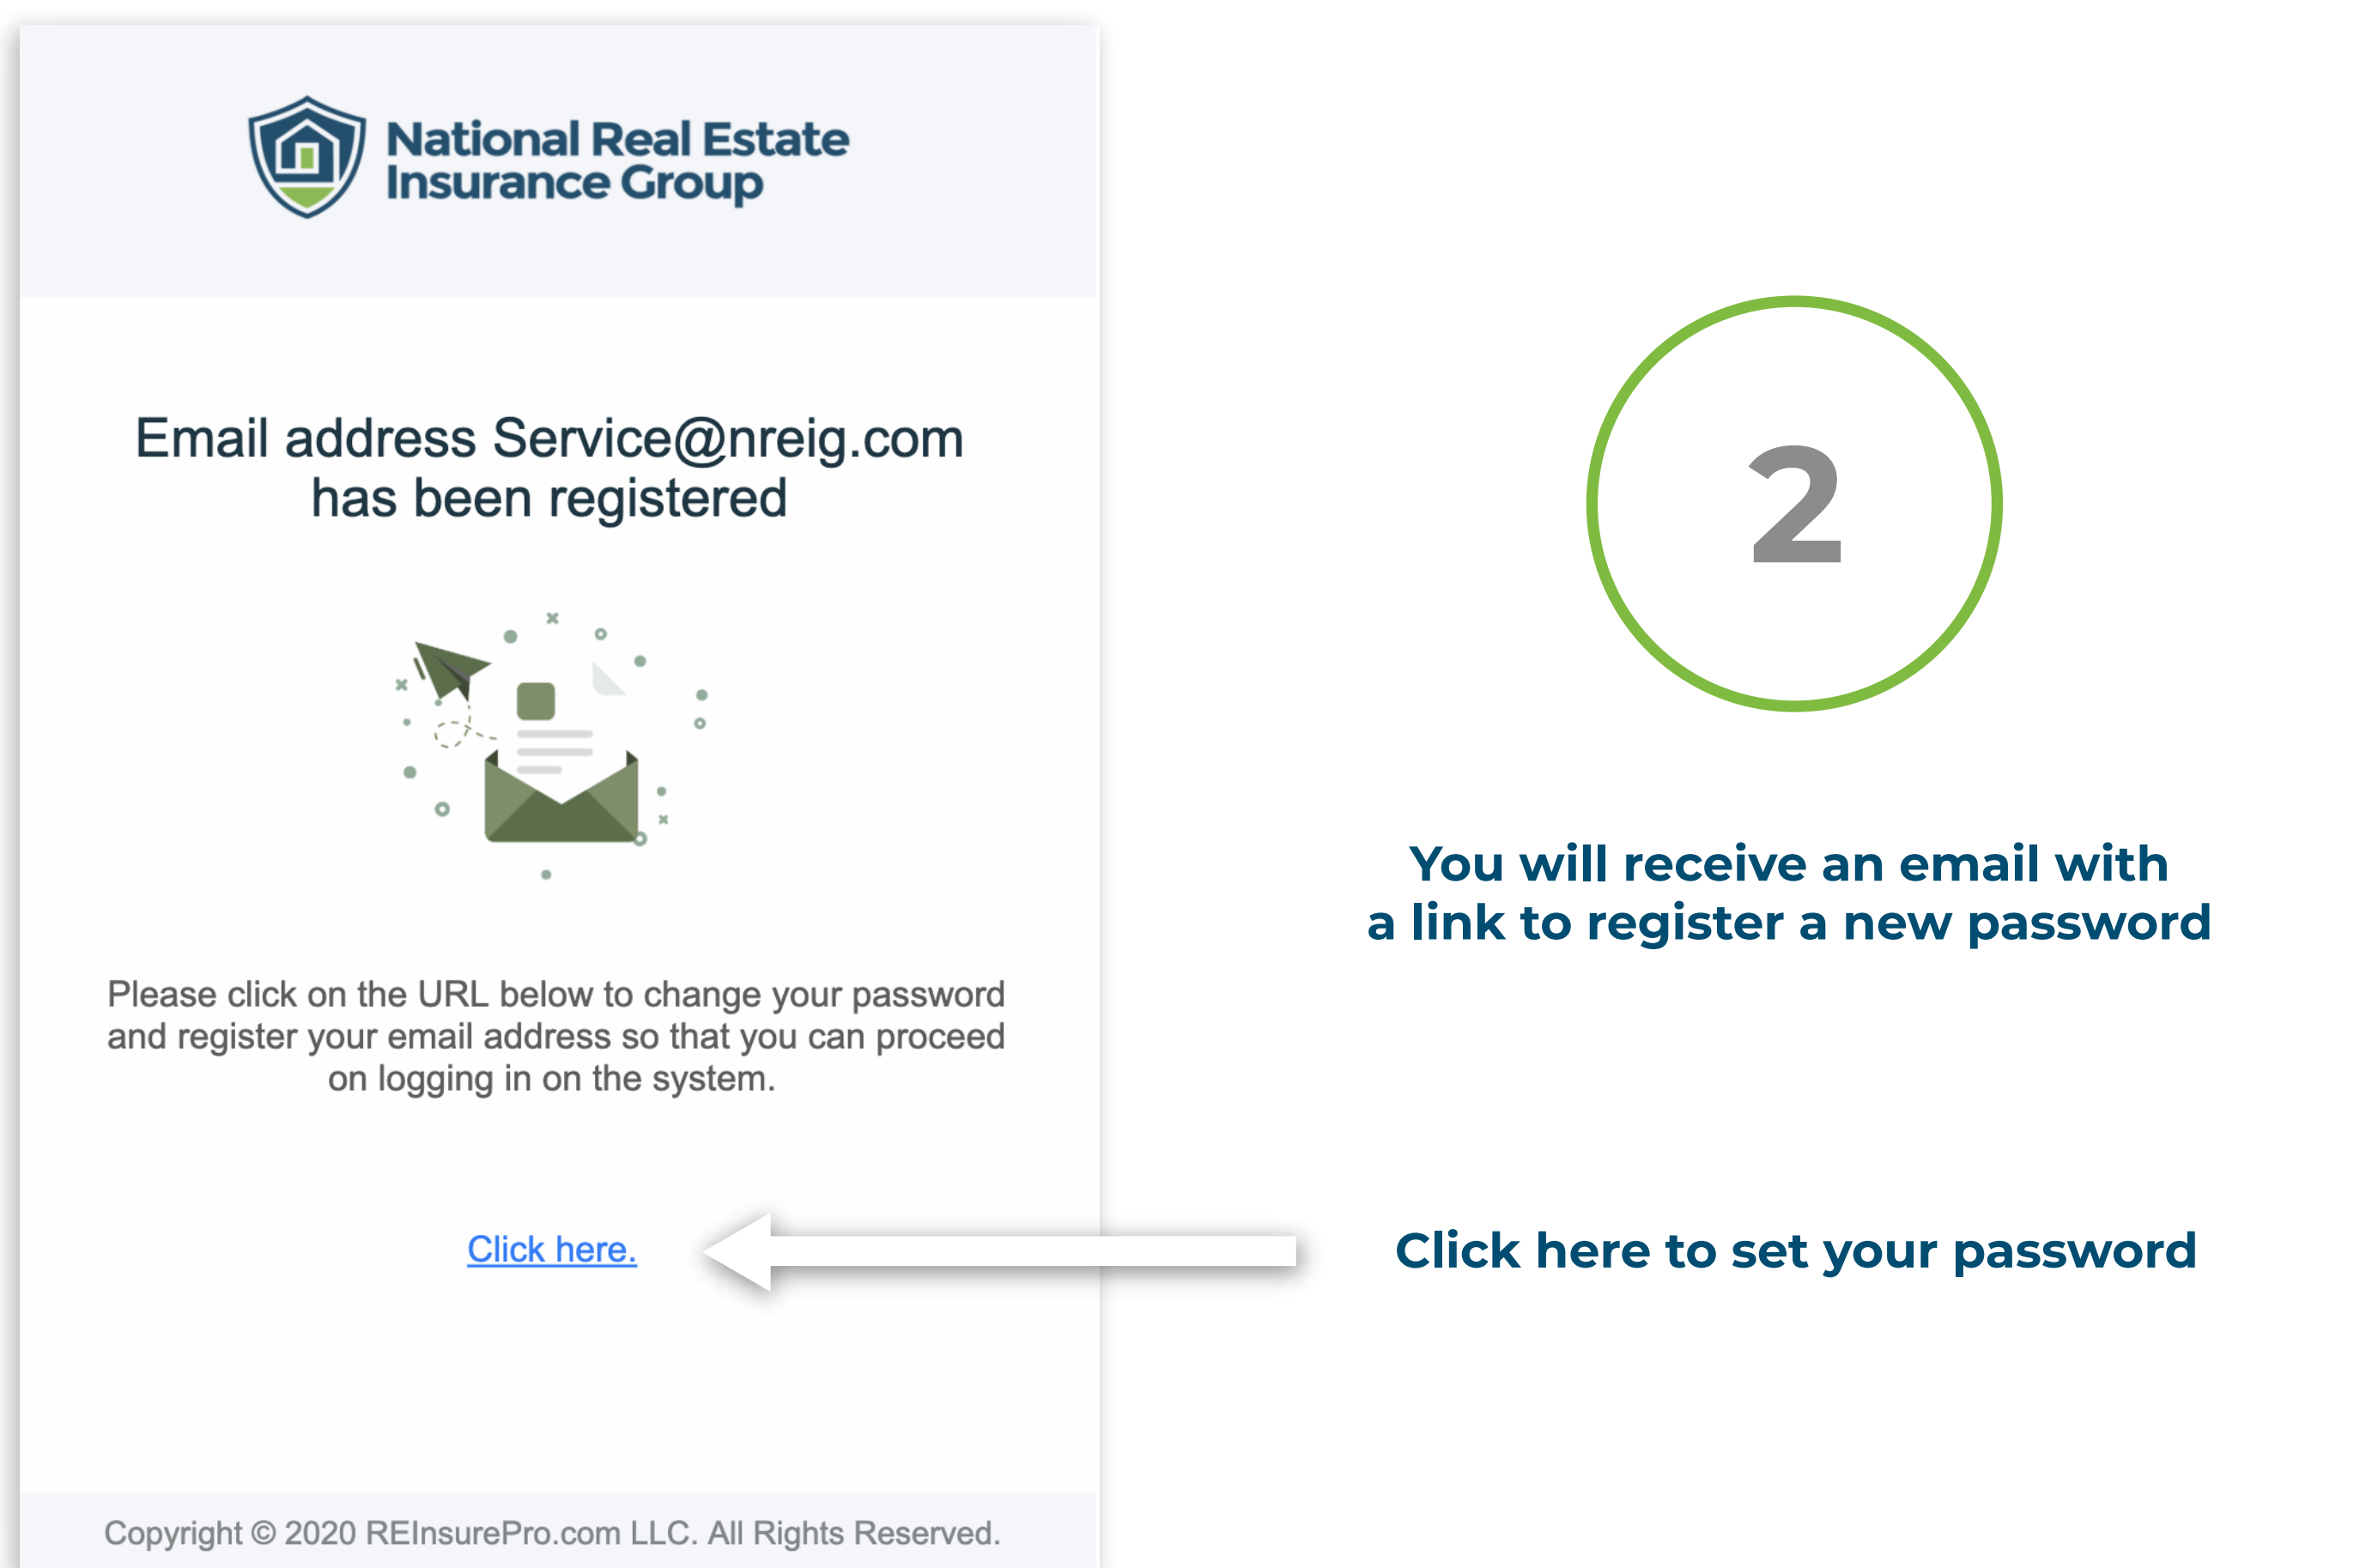 National Real Estate
Insurance Group
Email address Service@nreig.com
has been registered
Please click on the URL below to change your password
and register your email address so that you can proceed
on logging in on the system.
Click here.
Copyright © 2020 REInsurePro.com LLC. All Rights Reserved.
2
You will receive an email with
a link to register a new password
Click here to set your password